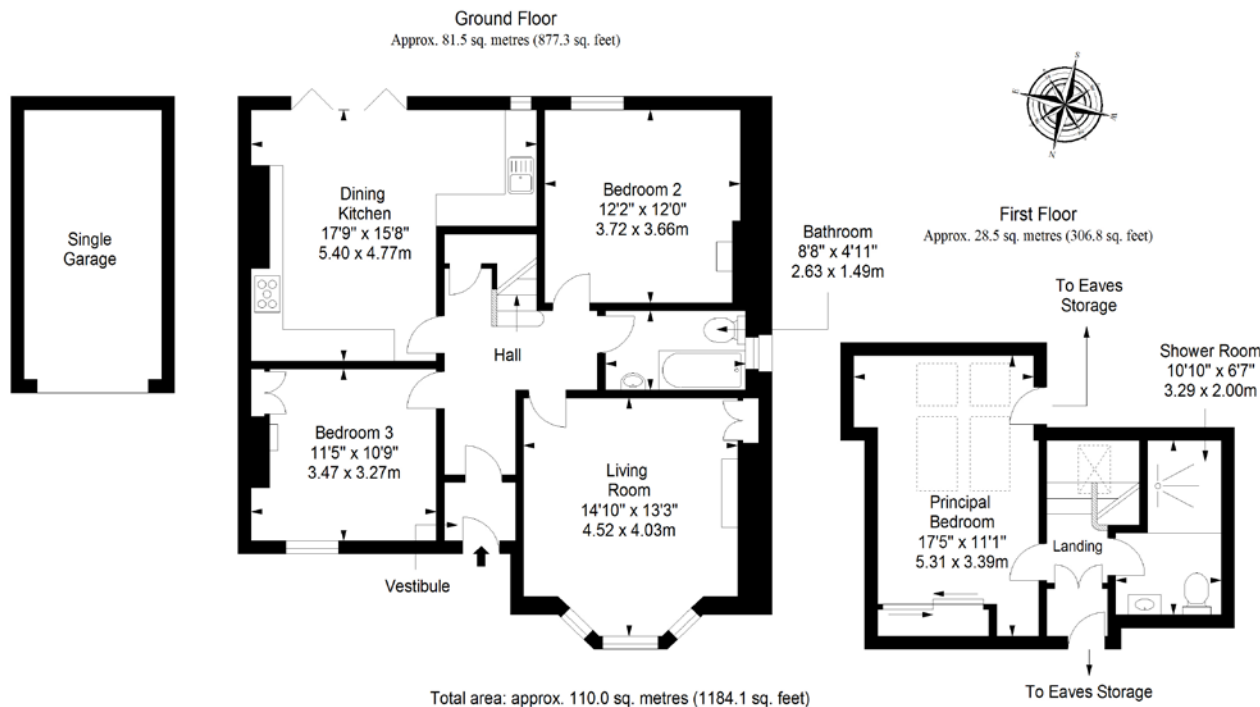 Ground Floor
Approx. 81.5 sq. metres (877.3 sq. feet)
Single
Garage
Dining
Kitchen
17'9" x 15'8"
5.40 x 4.77m
Bedroom 2
12'2" x 12'0"
3.72 x 3.66m
Bathroom
8'8" x 4'11"
2.63 x 1.49m
Hall
Bedroom 3
11'5" x 10'9"
3.47 x 3.27m
Living
Room
14'10" x 13'3"
4.52 x 4.03m
Vestibule
S
E
W
N
First Floor
Approx. 28.5 sq. metres (306.8 sq. feet)
To Eaves
Storage
Shower Room
10'10" x 6'7"
3.29 x 2.00m
Principal
Bedroom
17'5" x 11'1"
5.31 x 3.39m
Landing
To Eaves Storage
Total area: approx. 110.0 sq. metres (1184.1 sq. feet)